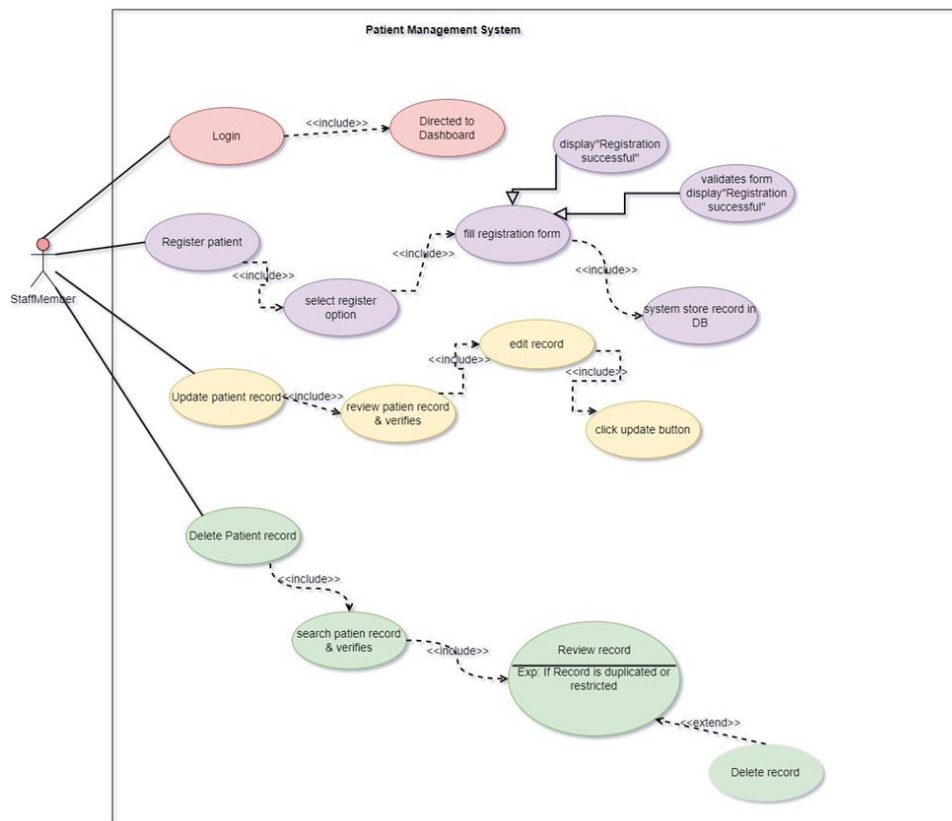 Patient Management System
Login
<<include>>
Directed to
Dashboard
display"Registration
successful"
validates form
display"Registration
successful"
Register patient
<<include>>
select register
option
<<include>>
fill registration form
<<include>>
system store record in
DB
StaffMember
Update patient record
<<include>>
review patien record
& verifies
<<include>>
edit record
<<include>>
click update button
Delete Patient record
<<include>>
search patien record
& verifies
<<include>>
Review record
Exp: If Record is duplicated or
restricted
<<extend>>
Delete record